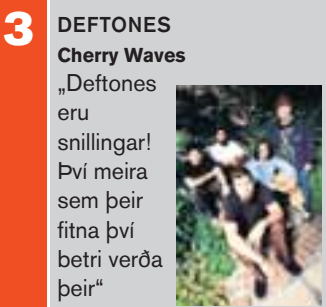 3
DEFTONES
Cherry Waves
„Deftones
eru
snillingar!
Því meira
sem þeir
fitna því
betri verða
þeir“